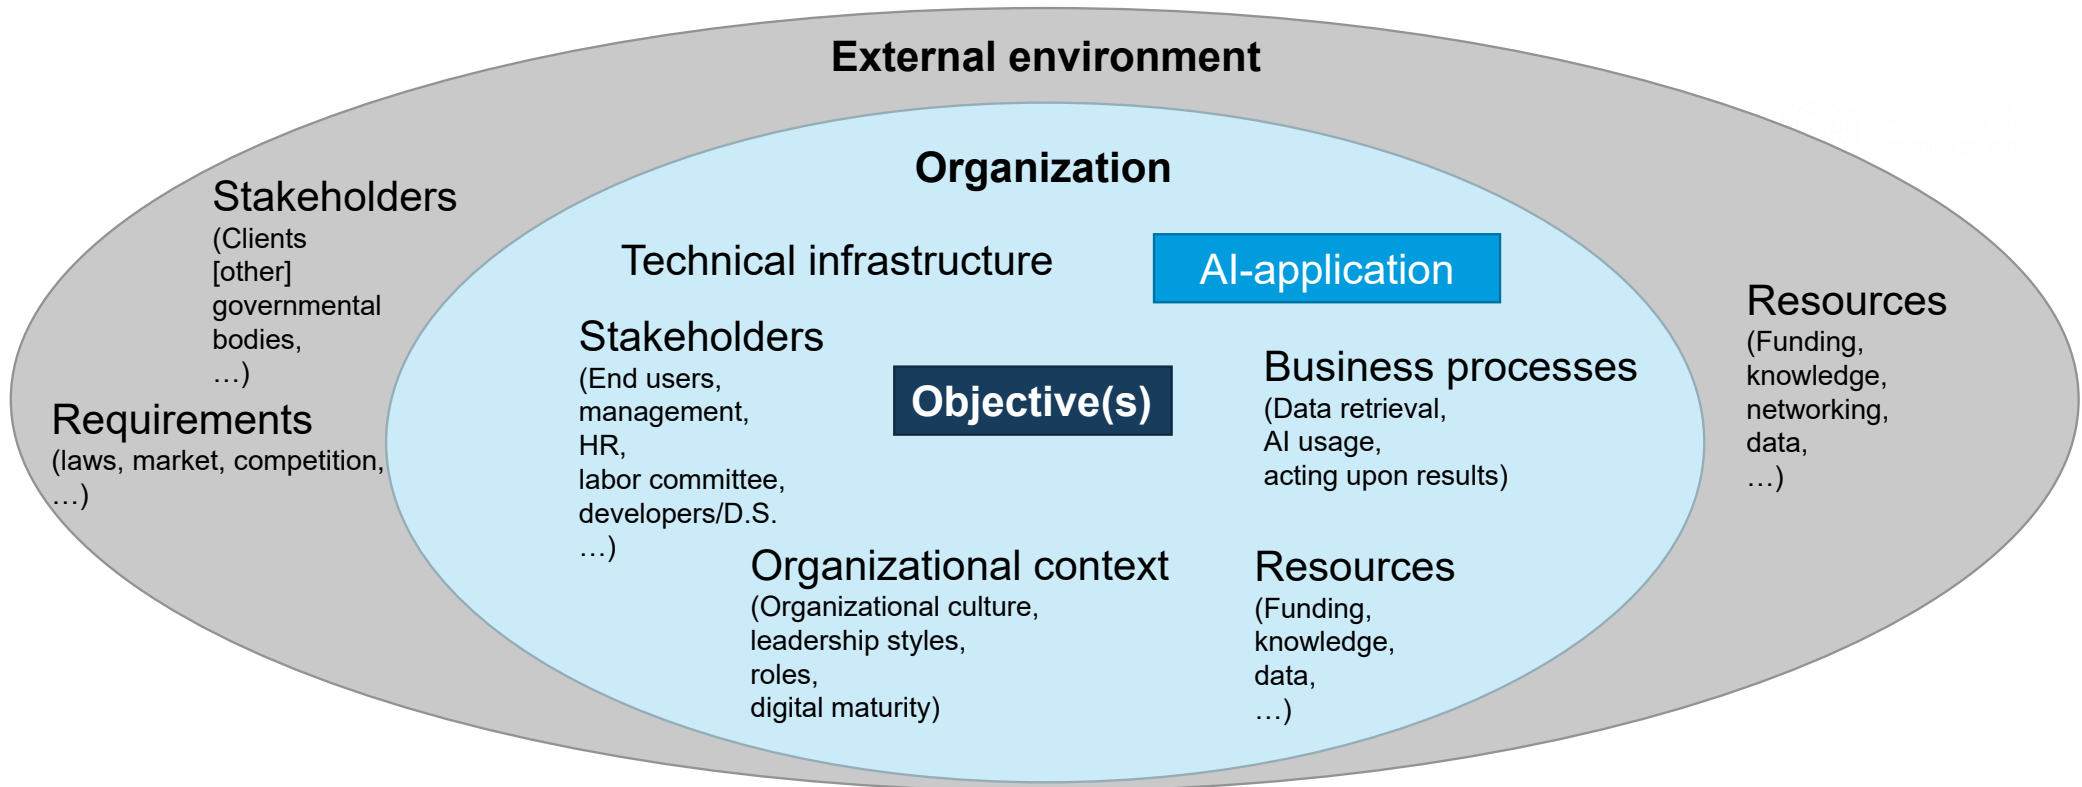 External environment
Organization
Stakeholders
(Clients
[other]
governmental
bodies,
…)
Requirements
(laws, market, competition,
…)
Technical infrastructure
AI-application
Stakeholders
(End users,
management,
HR,
labor committee,
developers/D.S.
…)
Objective(s)
Business processes
(Data retrieval,
AI usage,
acting upon results)
Organizational context
(Organizational culture,
leadership styles,
roles,
digital maturity)
Resources
(Funding,
knowledge,
data,
…)
Resources
(Funding,
knowledge,
networking,
data,
…)